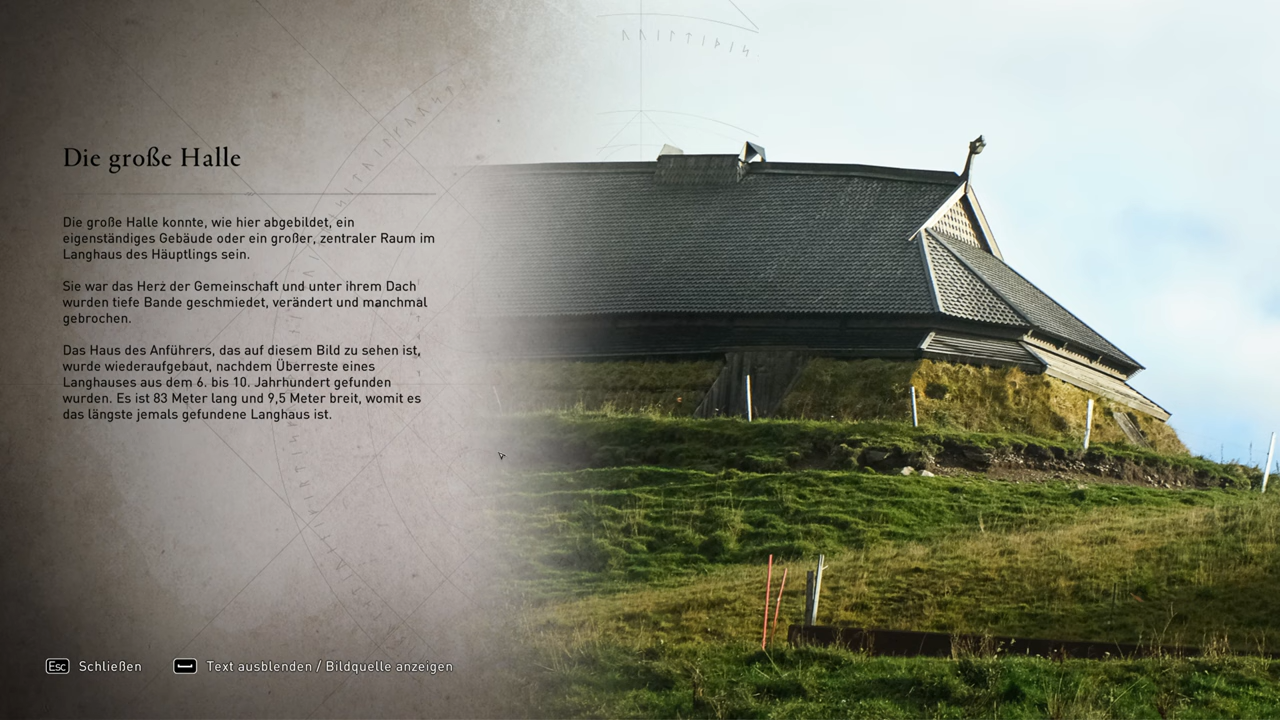 Die große Halle
Die große Halle konnte, wie hier abgebildet, ein
eigenständiges Gebäude oder ein großer, zentraler Raum im
Langhaus des Häuptlings sein.
Sie war das Herz der Gemeinschaft und unter ihrem Dach
wurden tiefe Bande geschmiedet, verändert und manchmal
gebrochen.
Das Haus des Anführers, das auf diesem Bild zu sehen ist,
wurde wiederaufgebaut, nachdem Überreste eines
Langhauses aus dem 6. bis 10. Jahrhundert gefunden
wurden. Es ist 83 Meter lang und 9,5 Meter breit, womit es
das längste jemals gefundene Langhaus ist.
Esc Schließen
Text ausblenden / Bildquelle anzeigen